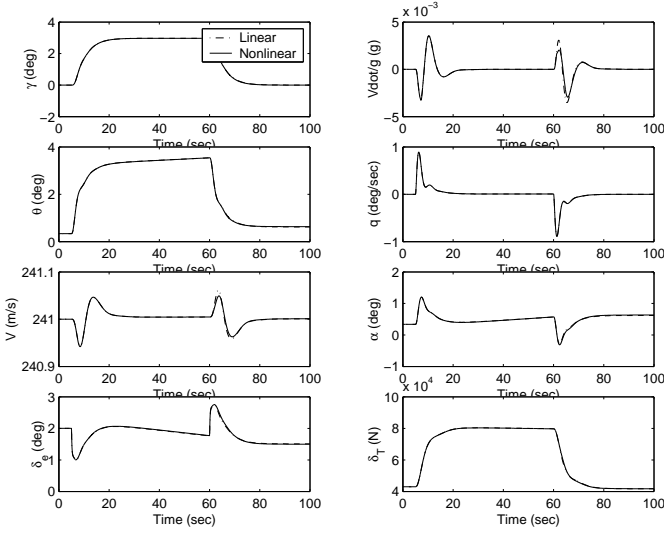 4
2
0
−2
0 20 40 60 80 100
Time (sec)
γ (deg)
Linear
Nonlinear
5
0
−5
x 10⁻³
0 20 40 60 80 100
Time (sec)
Vdot/g (g)
4
2
0
0 20 40 60 80 100
Time (sec)
θ (deg)
1
0
−1
0 20 40 60 80 100
Time (sec)
q (deg/sec)
241.1
241
240.9
0 20 40 60 80 100
Time (sec)
V (m/s)
2
1
0
−1
0 20 40 60 80 100
Time (sec)
α (deg)
3
2
1
0
0 20 40 60 80 100
Time (sec)
δe (deg)
8
6
4
x 10⁴
0 20 40 60 80 100
Time (sec)
δT (N)